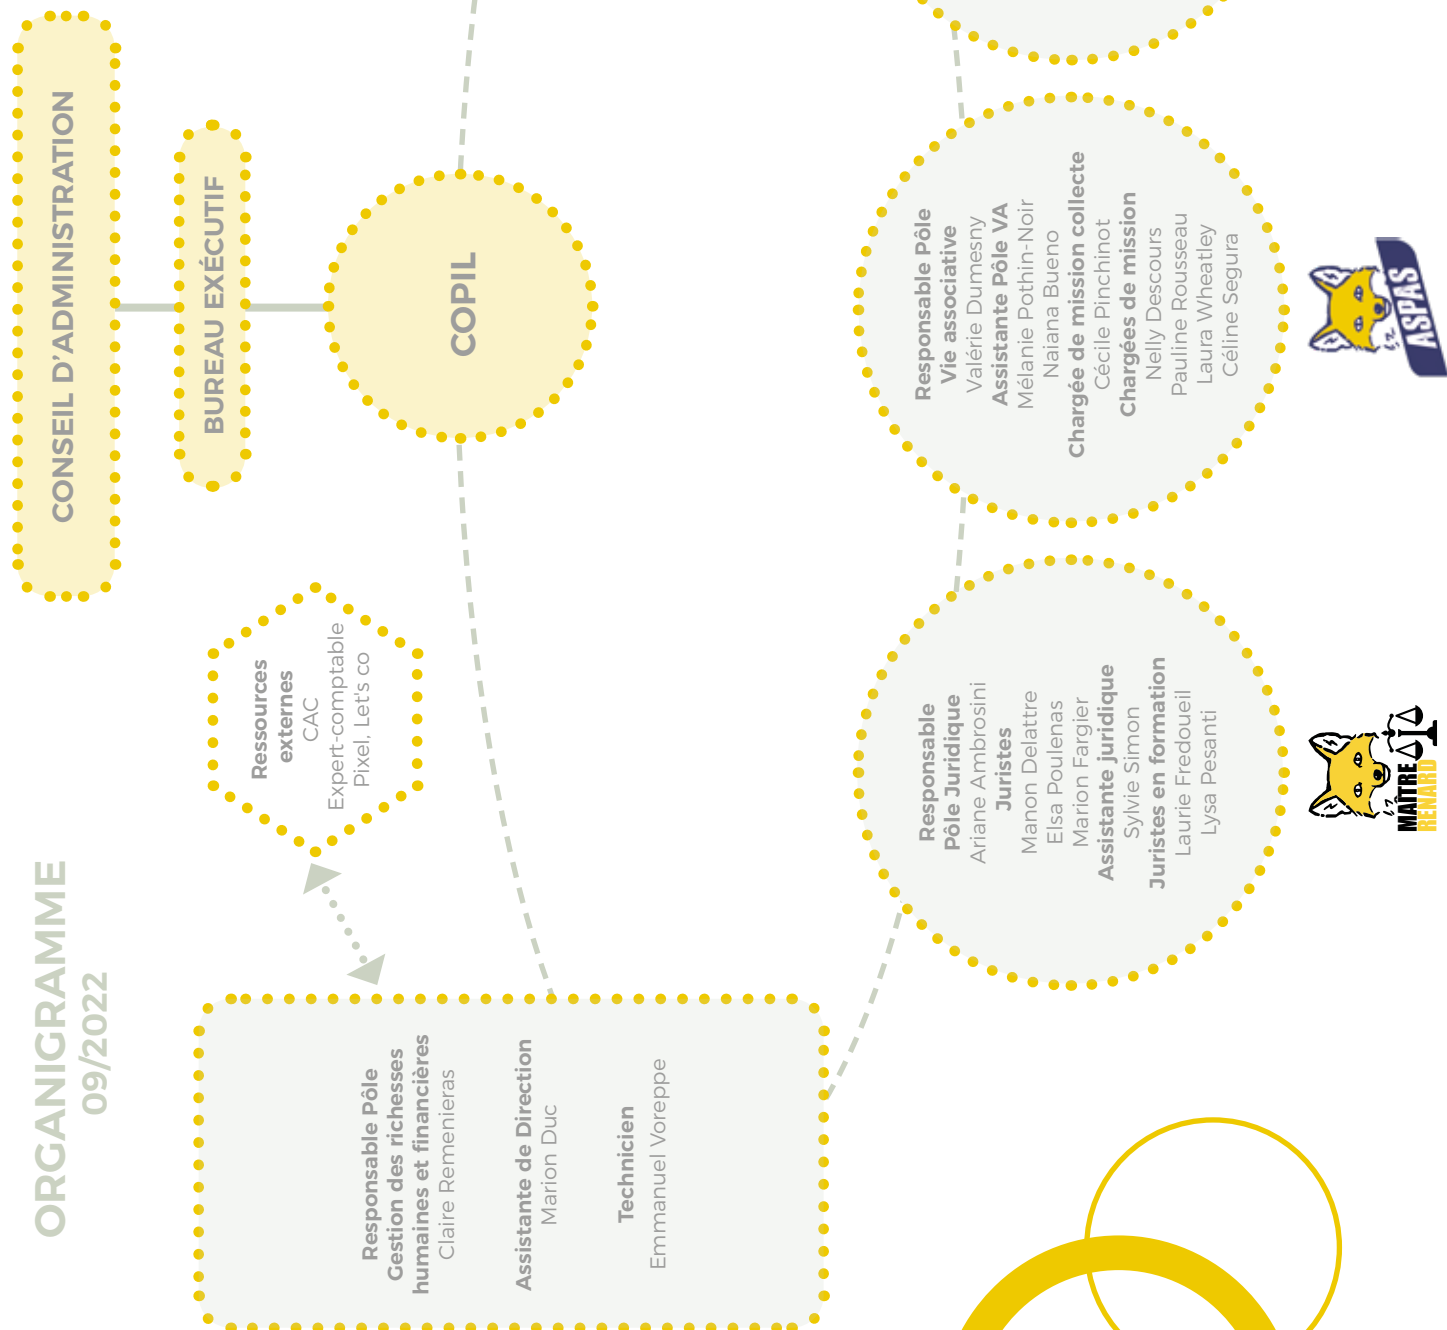 ORGANIGRAMME
09/2022
CONSEIL D'ADMINISTRATION
BUREAU EXÉCUTIF
COPIL
Ressources
externes
CAC
Expert-comptable
Pixel, Let's co
Responsable Pôle
Gestion des richesses
humaines et financières
Claire Remenieras
Assistante de Direction
Marion Duc
Technicien
Emmanuel Voreppe
Responsable
Pôle Juridique
Ariane Ambrosini
Juristes
Manon Delattre
Elsa Poulenas
Marion Fargier
Assistante juridique
Sylvie Simon
Juristes en formation
Laurie Fredoueil
Lysa Pesanti
MAÎTRE
RENARD
Responsable Pôle
Vie associative
Valérie Dumesny
Assistante Pôle VA
Mélanie Pothin-Noir
Naiana Bueno
Chargée de mission collecte
Cécile Pinchinot
Chargées de mission
Nelly Descours
Pauline Rousseau
Laura Wheatley
Céline Segura
ASPAS